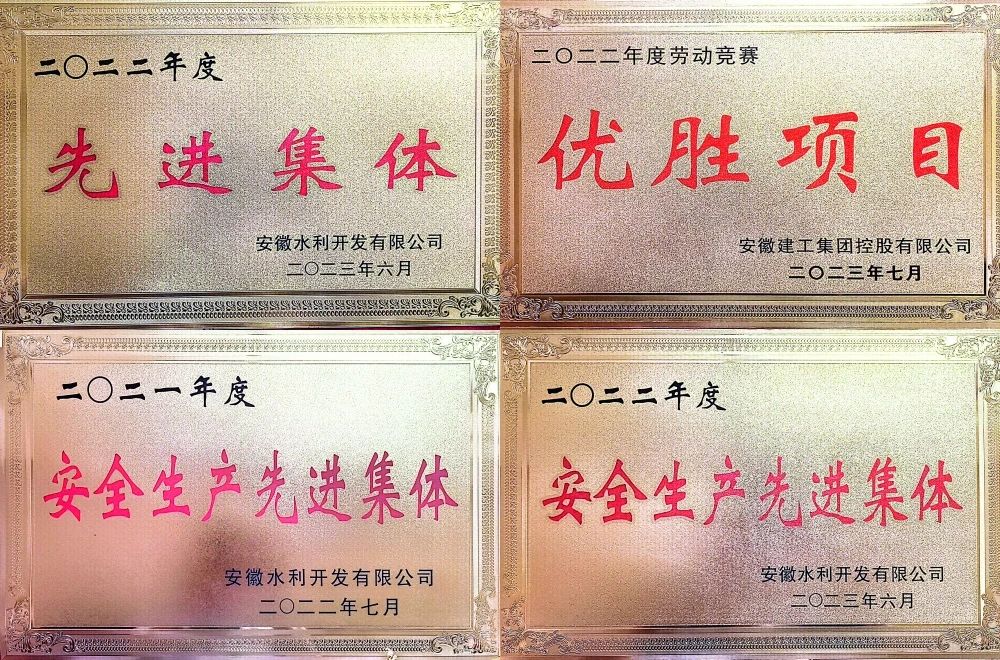 二〇二二年度
先进集体
安徽水利开发有限公司
二〇二三年六月
二〇二二年度劳动竞赛
优胜项目
安徽建工集团控股有限公司
二〇二三年七月
二〇二一年度
安全生产先进集体
安徽水利开发有限公司
二〇二二年七月
二〇二二年度
安全生产先进集体
安徽水利开发有限公司
二〇二三年六月